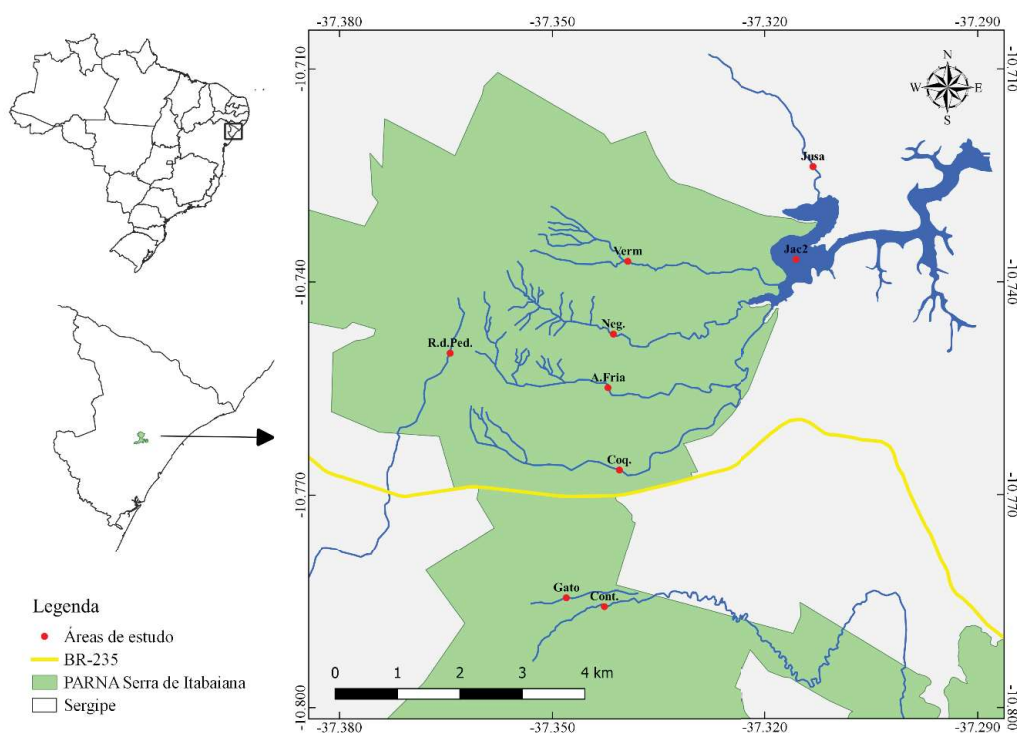 -37.380 -37.350 -37.320 -37.290
-10.710
-10.710
N
W E
S
Jusa
Verm
Jac2
-10.740
-10.740
Neg.
R.d.Ped.
A.Fria
Coq.
-10.770
-10.770
Gato
Cont.
Legenda
Áreas de estudo
BR-235
PARNA Serra de Itabaiana
Sergipe
0 1 2 3 4 km
-10.800
-10.800
-37.380 -37.350 -37.320 -37.290